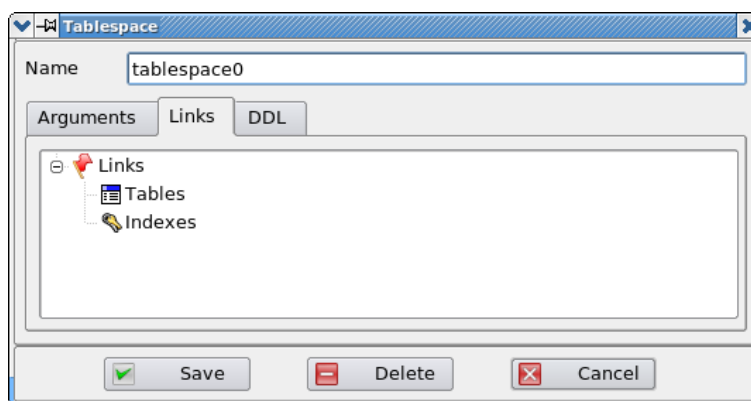 Tablespace
Name tablespace0
Arguments Links DDL
Links
Tables
Indexes
Save Delete Cancel